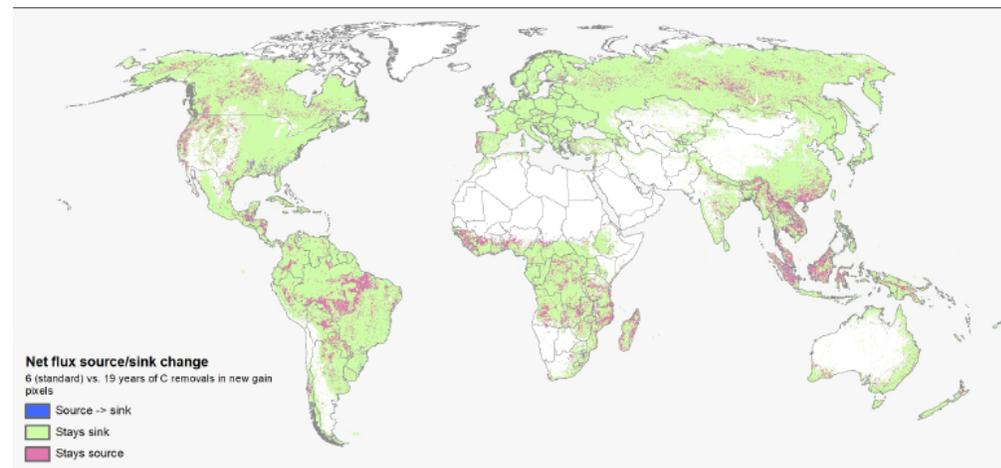 Net flux source/sink change
6 (standard) vs. 19 years of C removals in new gain
pixels
Source -> sink
Stays sink
Stays source